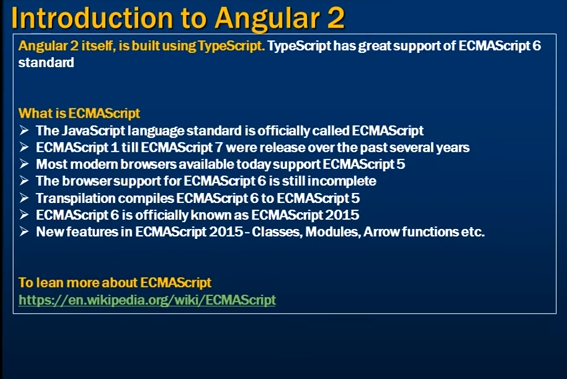 Introduction to Angular 2
Angular 2 itself, is built using TypeScript. TypeScript has great support of ECMAScript 6
standard
What is ECMAScript
➢ The JavaScript language standard is officially called ECMAScript
➢ ECMAScript 1 till ECMAScript 7 were release over the past several years
➢ Most modern browsers available today support ECMAScript 5
➢ The browser support for ECMAScript 6 is still incomplete
➢ Transpilation compiles ECMAScript 6 to ECMAScript 5
➢ ECMAScript 6 is officially known as ECMAScript 2015
➢ New features in ECMAScript 2015 - Classes, Modules, Arrow functions etc.
To lean more about ECMAScript
https://en.wikipedia.org/wiki/ECMAScript